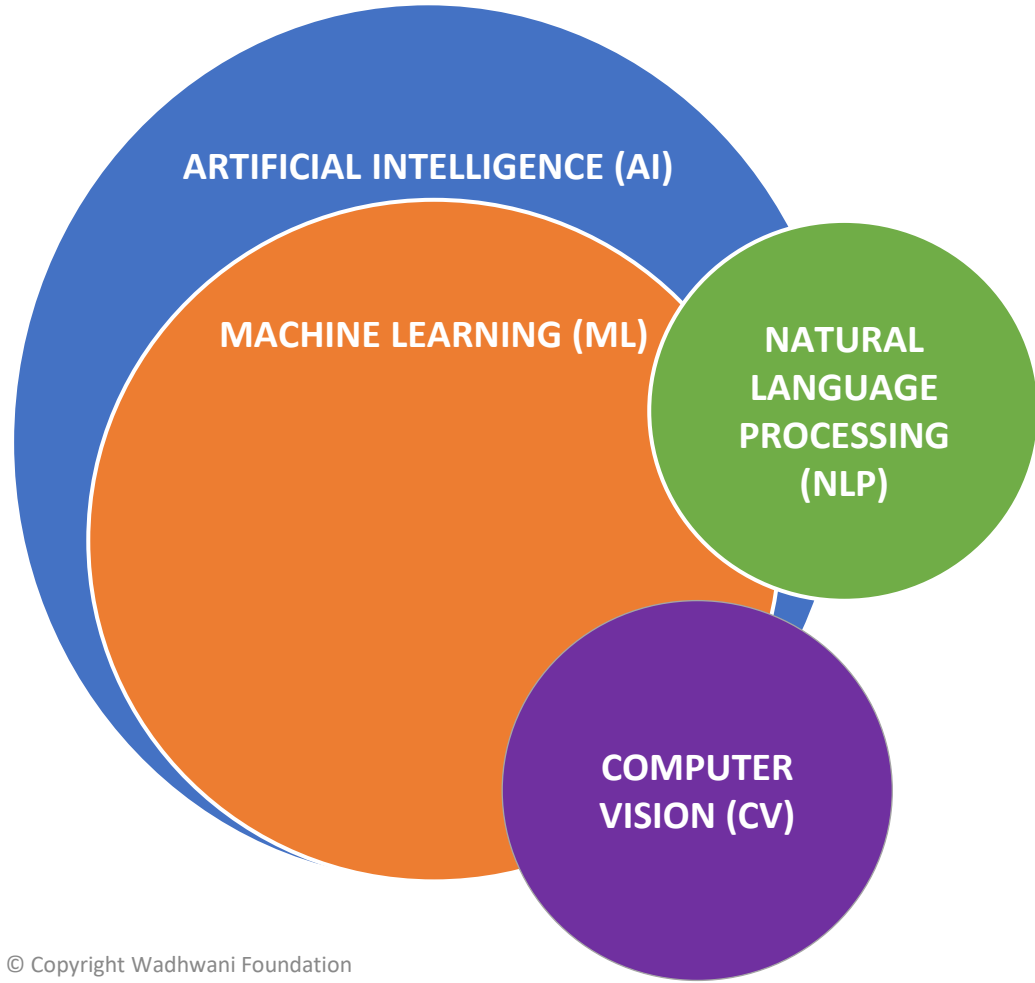 ARTIFICIAL INTELLIGENCE (AI)
MACHINE LEARNING (ML)
NATURAL
LANGUAGE
PROCESSING
(NLP)
COMPUTER
VISION (CV)
© Copyright Wadhwani Foundation